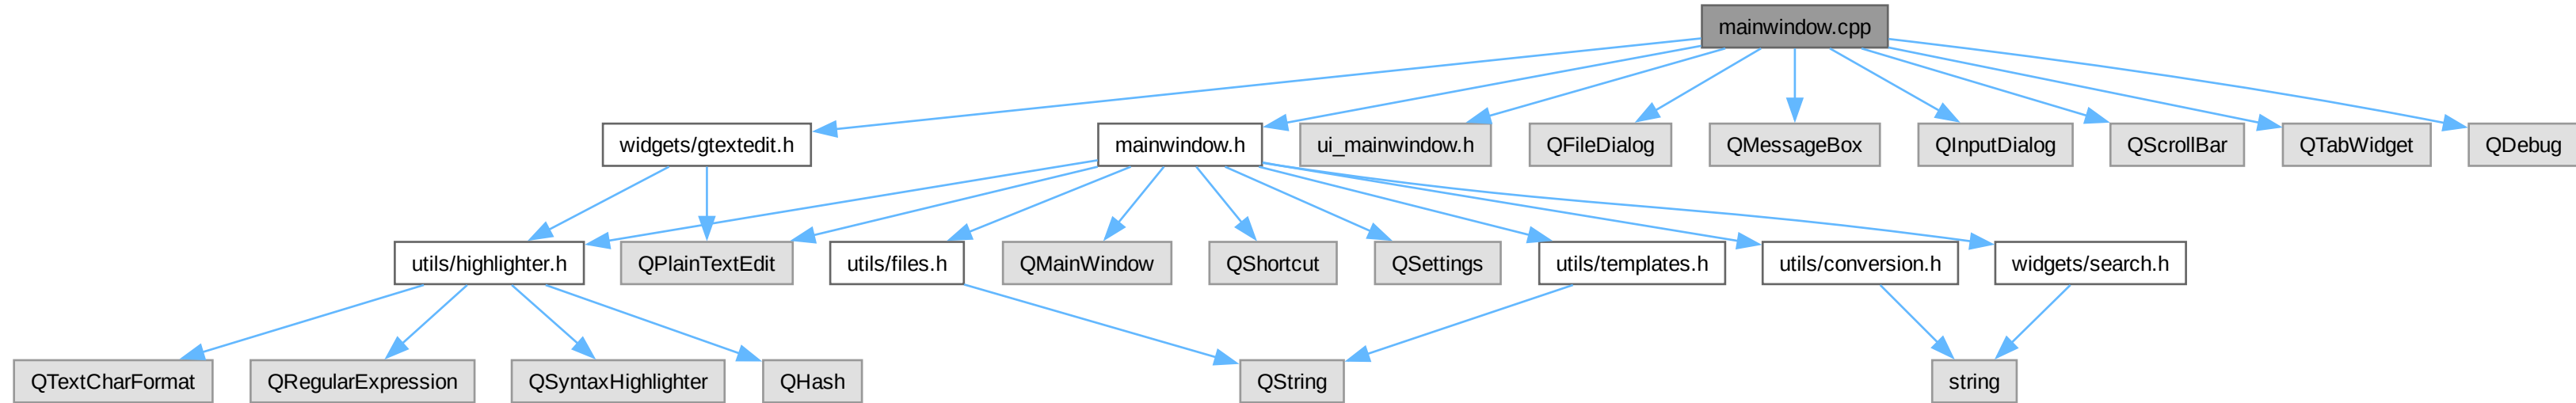 mainwindow.cpp
widgets/gtextedit.h
mainwindow.h
ui_mainwindow.h
QFileDialog
QMessageBox
QInputDialog
QScrollBar
QTabWidget
QDebug
utils/highlighter.h
QPlainTextEdit
utils/files.h
QMainWindow
QShortcut
QSettings
utils/templates.h
utils/conversion.h
widgets/search.h
QTextCharFormat
QRegularExpression
QSyntaxHighlighter
QHash
QString
string